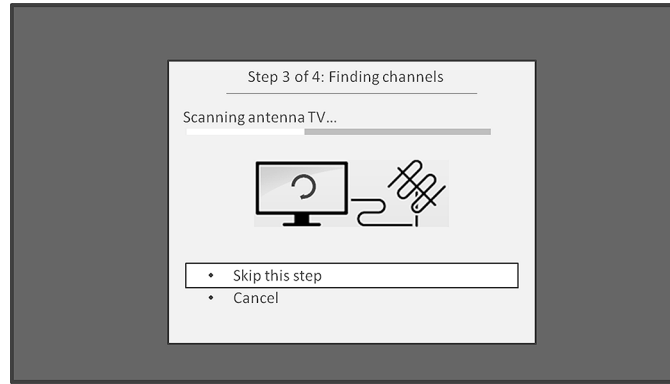 Step 3 of 4: Finding channels
Scanning antenna TV...
• Skip this step
• Cancel